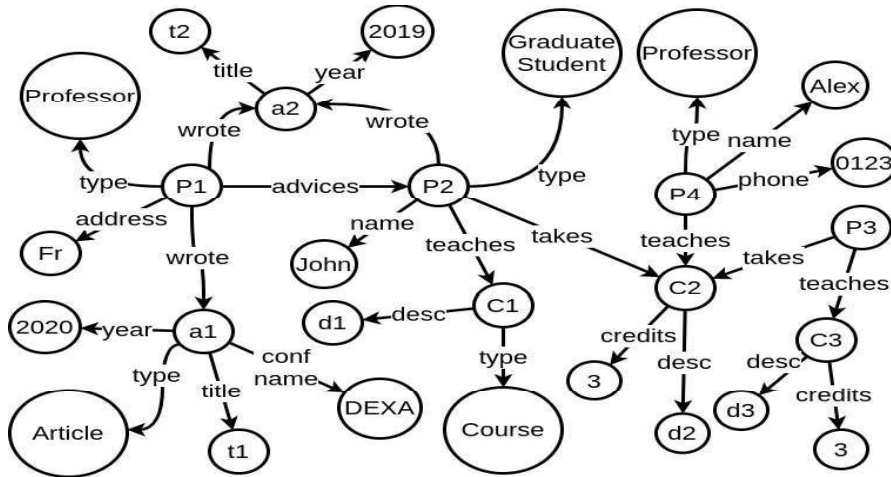 t2
2019
Graduate
Student
Professor
title
year
Professor
a2
Alex
wrote
wrote
type
name
0123
type
P1
advices
P2
type
P4
phone
address
name
teaches
takes
teaches
takes
P3
Fr
wrote
John
teaches
C2
2020
year
a1
d1
desc
C1
credits
desc
C3
type
title
conf
name
type
3
desc
credits
Article
t1
DEXA
Course
d2
d3
3